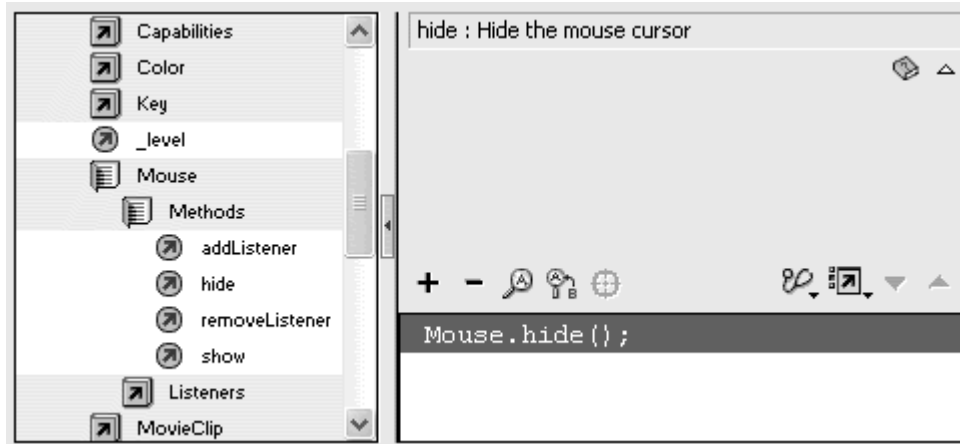 Capabilities
Color
Key
_level
Mouse
Methods
addListener
hide
removeListener
show
Listeners
MovieClip
hide : Hide the mouse cursor
+ -
Mouse.hide();